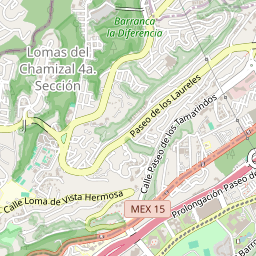 Barranca
la Diferencia
Lomas del
Chamizal 4a.
Sección
Paseo de los Laureles
Calle Paseo de los Tamarindos
Calle Loma de Vista Hermosa
MEX 15
Prolongación Paseo de